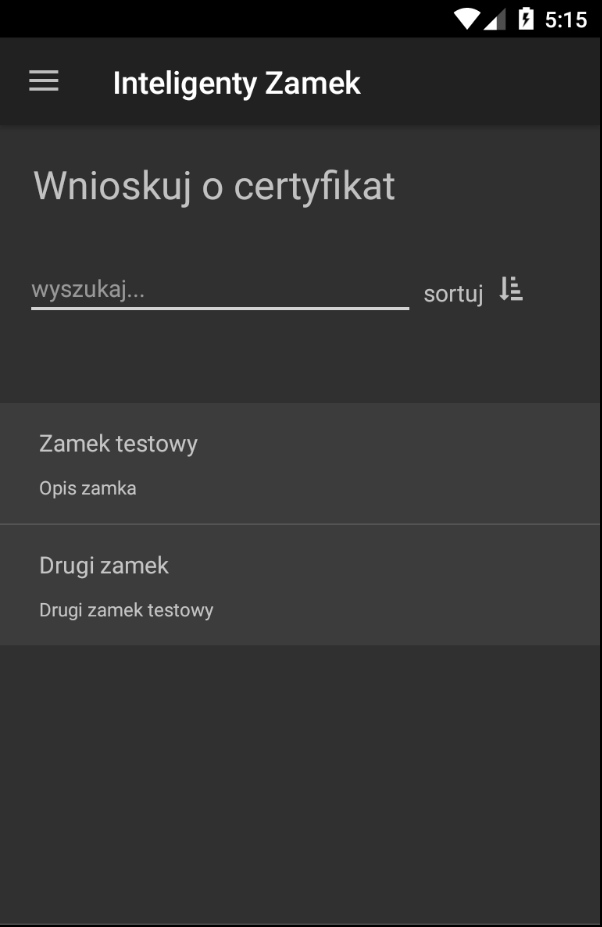 5:15
Inteligenty Zamek
Wnioskuj o certyfikat
wyszukaj...
sortuj
Zamek testowy
Opis zamka
Drugi zamek
Drugi zamek testowy